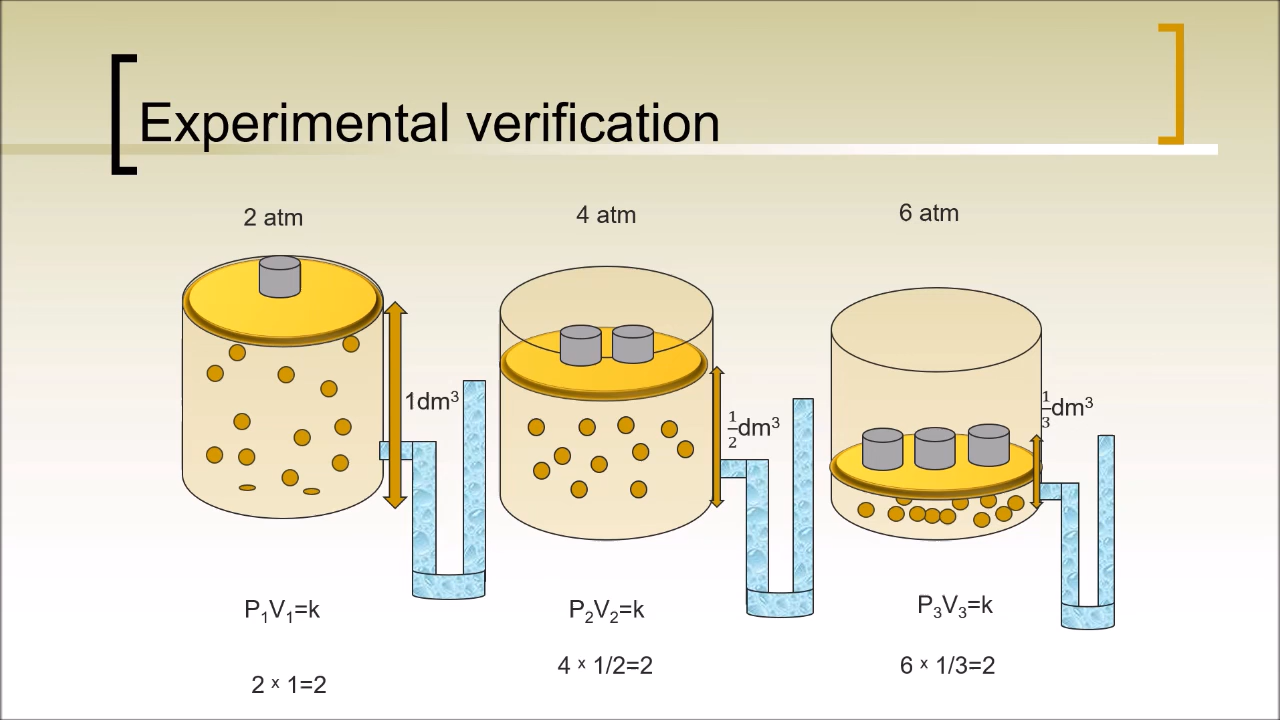 Experimental verification
2 atm
4 atm
6 atm
1dm³
½dm³
⅓dm³
P₁V₁=k
P₂V₂=k
P₃V₃=k
2 × 1=2
4 × 1/2=2
6 × 1/3=2